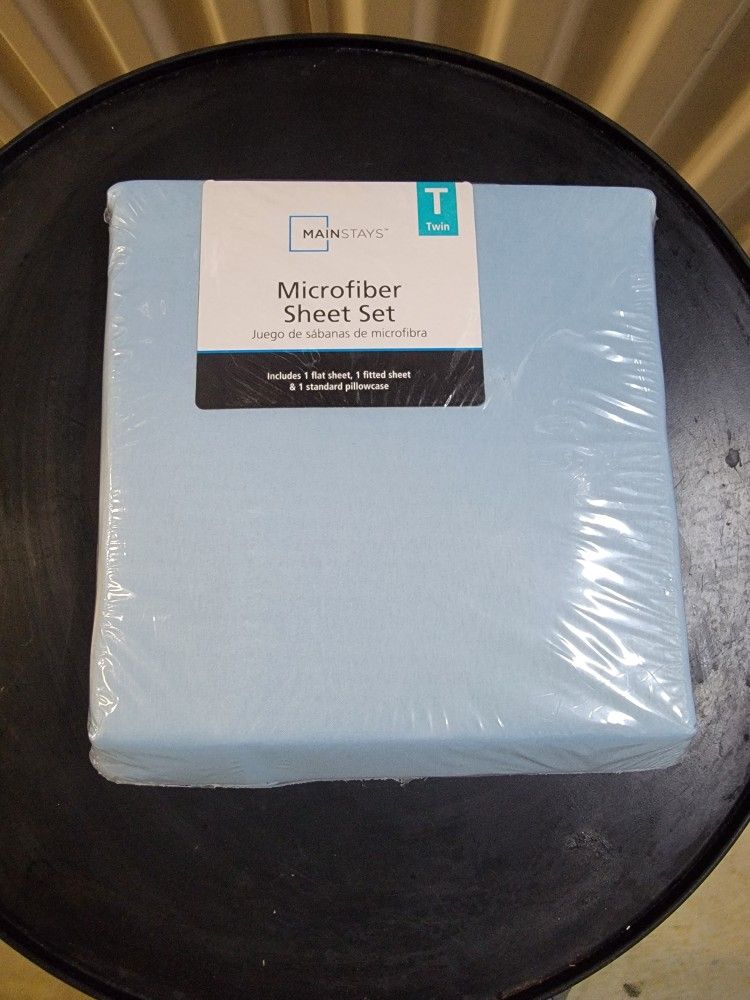 T
Twin
MAINSTAYS™
Microfiber
Sheet Set
Juego de sábanas de microfibra
Includes 1 flat sheet, 1 fitted sheet
& 1 standard pillowcase